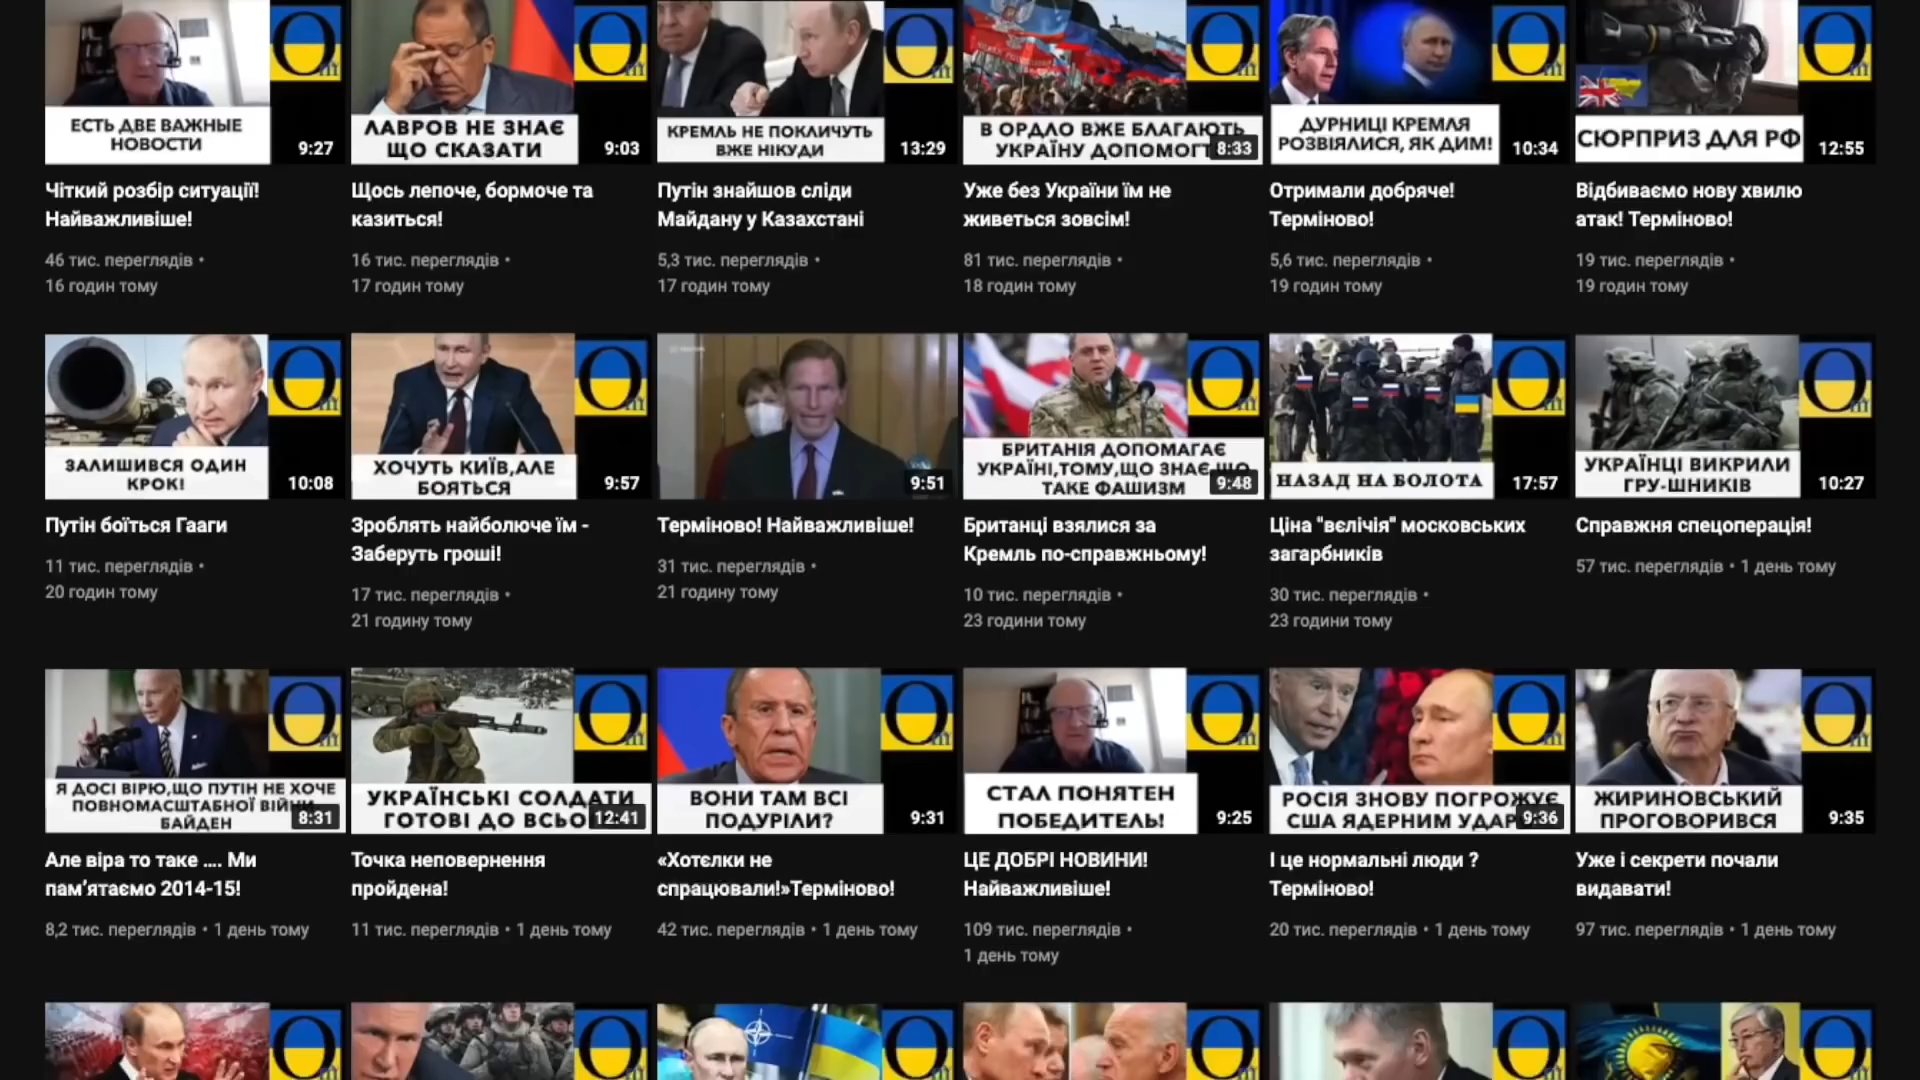 ЕСТЬ ДВЕ ВАЖНЫЕ
НОВОСТИ
9:27
ЛАВРОВ НЕ ЗНАЄ
ЩО СКАЗАТИ
9:03
КРЕМЛЬ НЕ ПОКЛИЧУТЬ
ВЖЕ НІКУДИ
13:29
В ОРДЛО ВЖЕ БЛАГАЮТЬ
УКРАЇНУ ДОПОМОГТ
8:33
ДУРНИЦІ КРЕМЛЯ
РОЗВІЯЛИСЯ, ЯК ДИМ!
10:34
СЮРПРИЗ ДЛЯ РФ
12:55
Чіткий розбір ситуації!
Найважливіше!
46 тис. переглядів •
16 годин тому
Щось лепоче, бормоче та
казиться!
16 тис. переглядів •
17 годин тому
Путін знайшов сліди
Майдану у Казахстані
5,3 тис. переглядів •
17 годин тому
Уже без України їм не
живеться зовсім!
81 тис. переглядів •
18 годин тому
Отримали добряче!
Терміново!
5,6 тис. переглядів •
19 годин тому
Відбиваємо нову хвилю
атак! Терміново!
19 тис. переглядів •
19 годин тому
ЗАЛИШИВСЯ ОДИН
КРОК!
10:08
ХОЧУТЬ КИЇВ,АЛЕ
БОЯТЬСЯ
9:57
9:51
БРИТАНІЯ ДОПОМАГАЄ
УКРАЇНІ,ТОМУ,ЩО ЗНАЄ,ЩО
ТАКЕ ФАШИЗМ
9:48
НАЗАД НА БОЛОТА
17:57
УКРАЇНЦІ ВИКРИЛИ
ГРУ-ШНИКІВ
10:27
Путін боїться Гааги
11 тис. переглядів •
20 годин тому
Зроблять найболюче їм -
Заберуть гроші!
17 тис. переглядів •
21 годину тому
Терміново! Найважливіше!
31 тис. переглядів •
21 годину тому
Британці взялися за
Кремль по-справжньому!
10 тис. переглядів •
23 години тому
Ціна "вєлічія" московських
загарбників
30 тис. переглядів •
23 години тому
Справжня спецоперація!
57 тис. переглядів • 1 день тому
Я ДОСІ ВІРЮ,ЩО ПУТІН НЕ ХОЧЕ
ПОВНОМАСШТАБНОЇ ВІЙНИ
БАЙДЕН
8:31
УКРАЇНСЬКІ СОЛДАТИ
ГОТОВІ ДО ВСЬО
12:41
ВОНИ ТАМ ВСІ
ПОДУРІЛИ?
9:31
СТАЛ ПОНЯТЕН
ПОБЕДИТЕЛЬ!
9:25
РОСІЯ ЗНОВУ ПОГРОЖУЄ
США ЯДЕРНИМ УДАР
9:36
ЖИРИНОВСЬКИЙ
ПРОГОВОРИВСЯ
9:35
Але віра то таке .... Ми
пам'ятаємо 2014-15!
8,2 тис. переглядів • 1 день тому
Точка неповернення
пройдена!
11 тис. переглядів • 1 день тому
«Хотєлки не
спрацювали!»Терміново!
42 тис. переглядів • 1 день тому
ЦЕ ДОБРІ НОВИНИ!
Найважливіше!
109 тис. переглядів •
1 день тому
І це нормальні люди ?
Терміново!
20 тис. переглядів • 1 день тому
Уже і секрети почали
видавати!
97 тис. переглядів • 1 день тому